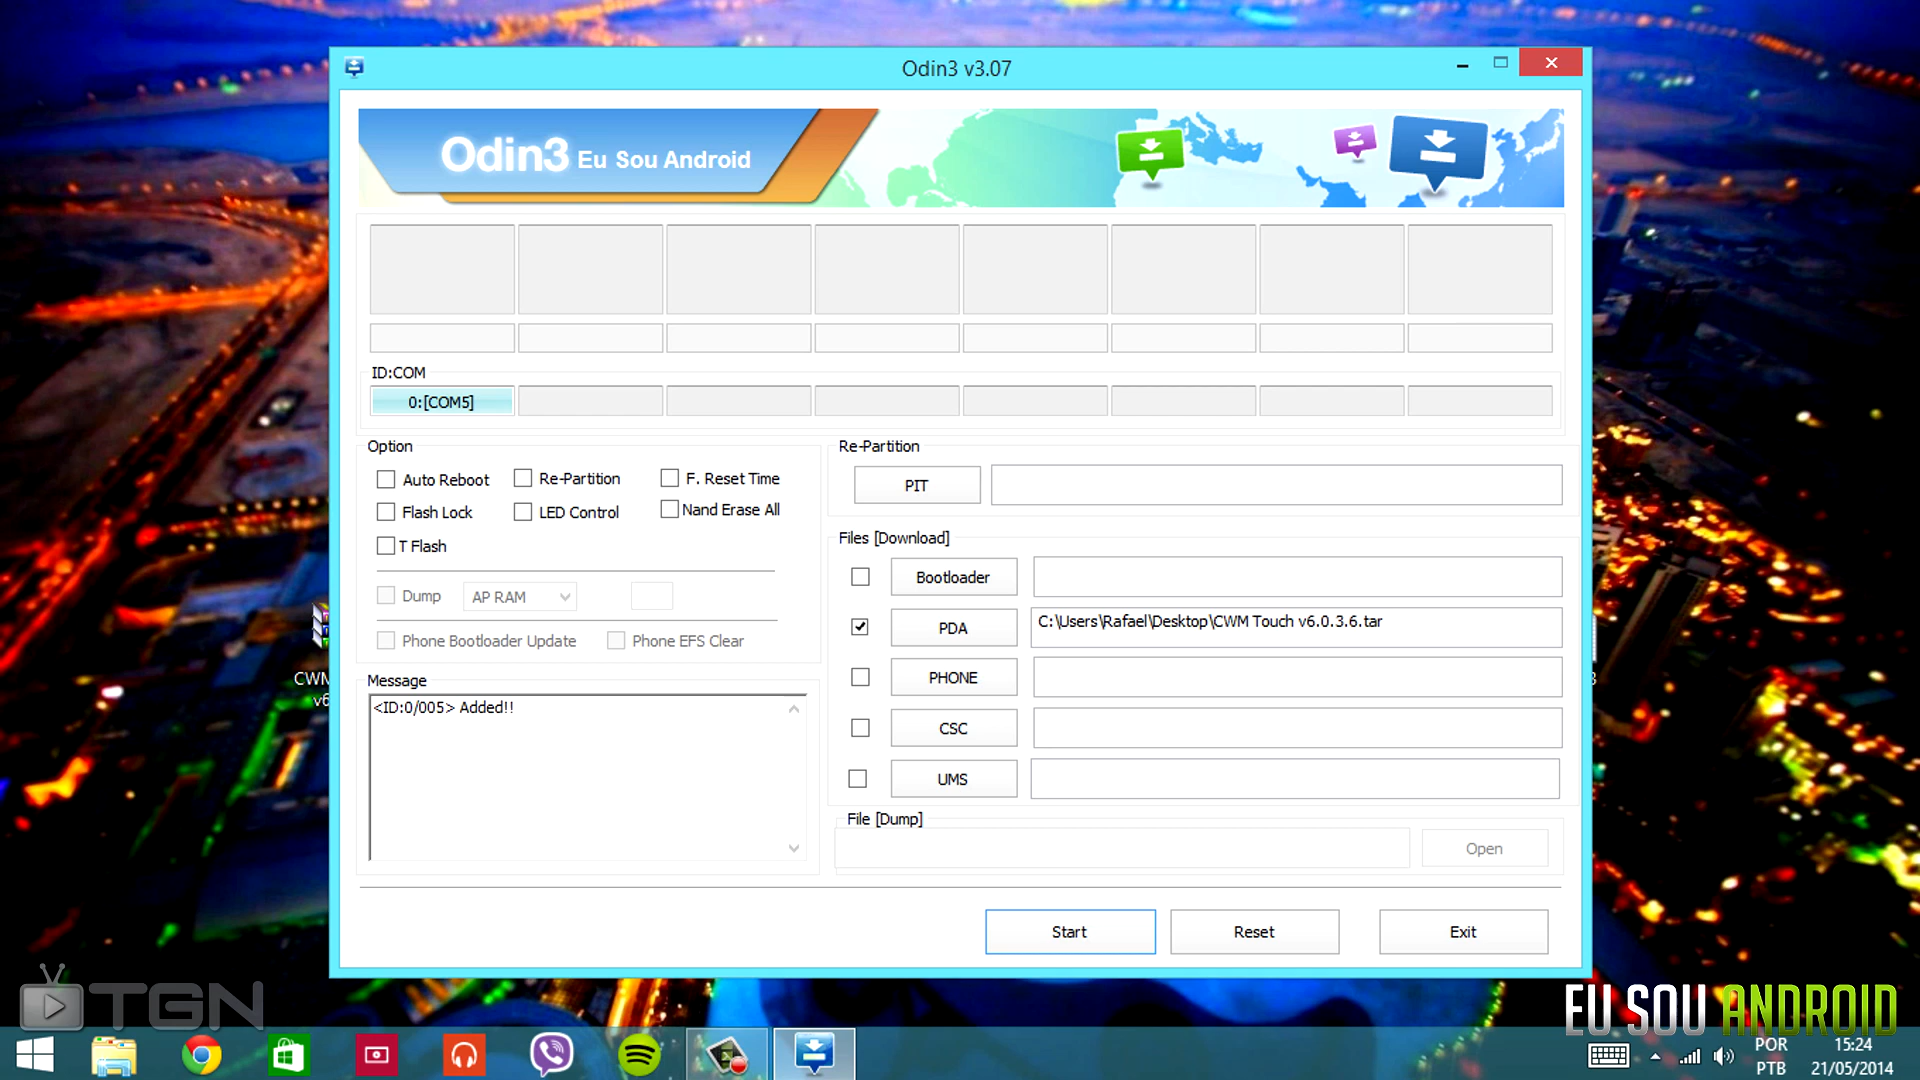 Odin3 v3.07
Odin3 Eu Sou Android
ID:COM
0:[COM5]
Option
Auto Reboot
Re-Partition
F. Reset Time
Flash Lock
LED Control
Nand Erase All
T Flash
Dump
AP RAM
Phone Bootloader Update
Phone EFS Clear
Message
<ID:0/005> Added!!
Re-Partition
PIT
Files [Download]
Bootloader
PDA
C:\Users\Rafael\Desktop\CWM Touch v6.0.3.6.tar
PHONE
CSC
UMS
File [Dump]
Open
Start
Reset
Exit
CWM
v6
3
TGN
EU SOU ANDROID
POR
PTB
15:24
21/05/2014